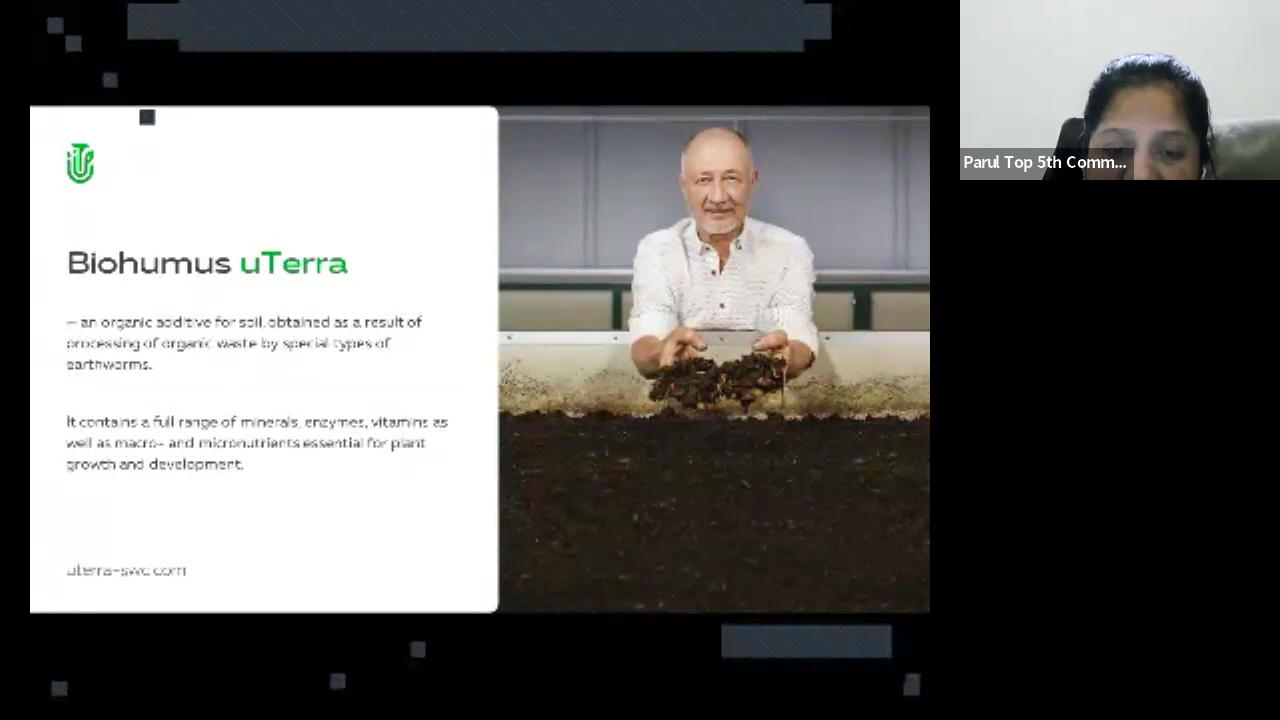 Biohumus uTerra
– an organic additive for soil, obtained as a result of
processing of organic waste by special types of
earthworms.
It contains a full range of minerals, enzymes, vitamins as
well as macro- and micronutrients essential for plant
growth and development.
uterra-swc.com
Parul Top 5th Comm...